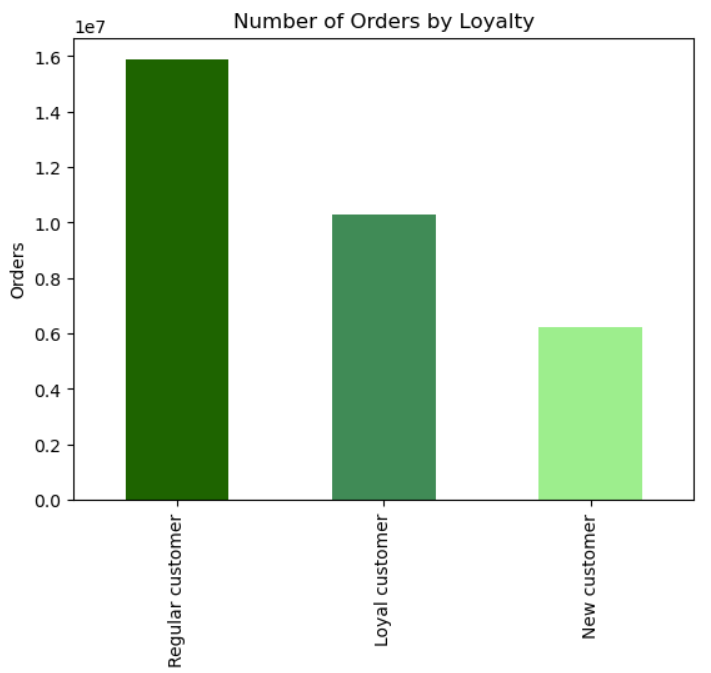 Number of Orders by Loyalty
1e7
1.6
1.4
1.2
1.0
0.8
0.6
0.4
0.2
0.0
Orders
Regular customer
Loyal customer
New customer